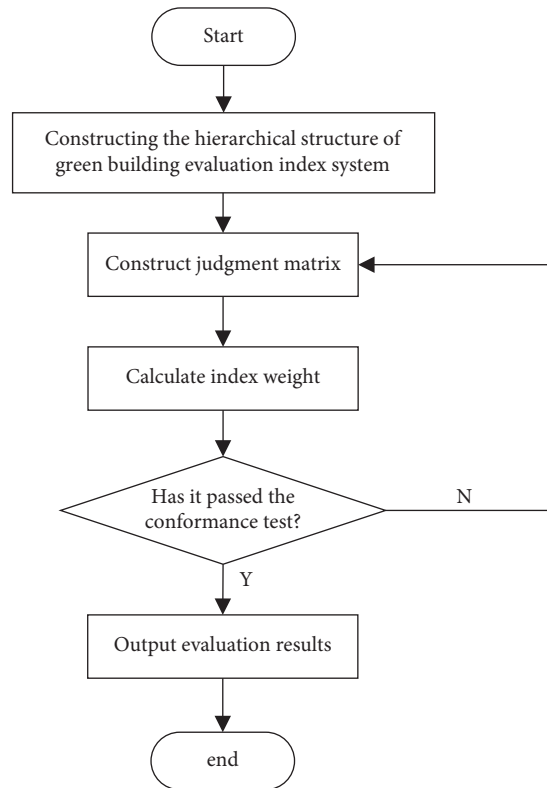 Start
Constructing the hierarchical structure of
green building evaluation index system
Construct judgment matrix
Calculate index weight
Has it passed the
conformance test?
N
Y
Output evaluation results
end